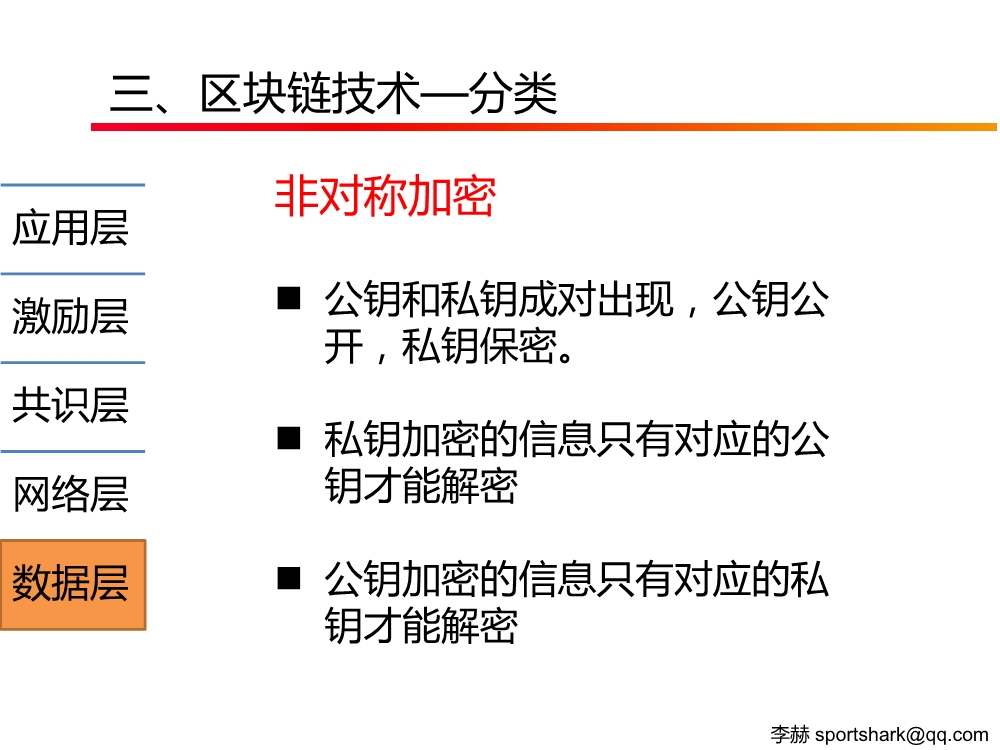 三、区块链技术—分类
应用层
激励层
共识层
网络层
数据层
非对称加密
■ 公钥和私钥成对出现，公钥公
开，私钥保密。
■ 私钥加密的信息只有对应的公
钥才能解密
■ 公钥加密的信息只有对应的私
钥才能解密
李赫 sportshark@qq.com